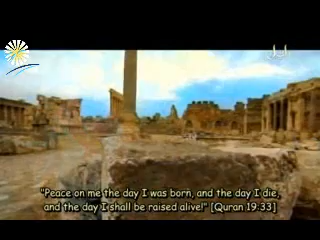 "Peace on me the day I was born, and the day I die,
and the day I shall be raised alive!" [Quran 19:33]